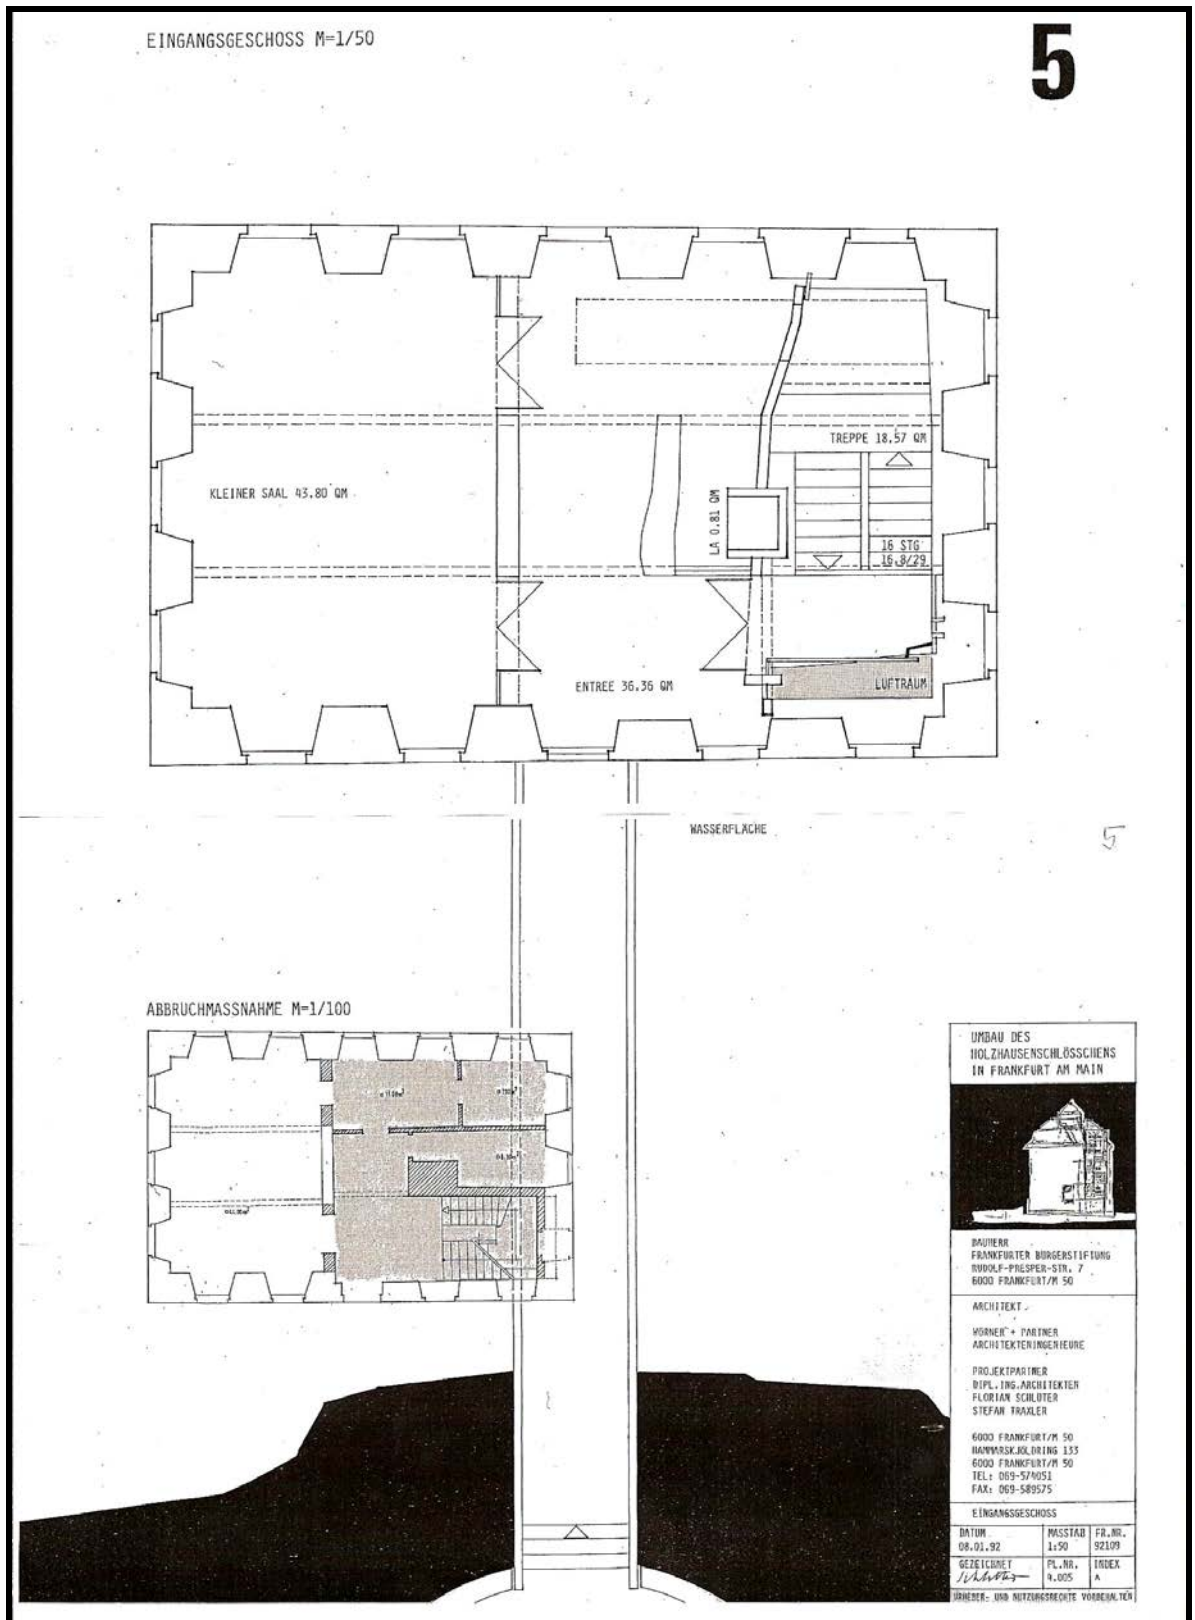 EINGANGSGESCHOSS M=1/50
5
TREPPE 18.57 QM
KLEINER SAAL 43.80 QM
LA 0.81 QM
16 STG
16.8/29
ENTREE 36.36 QM
LUFTRAUM
WASSERFLÄCHE
5
ABBRUCHMASSNAHME M=1/100
UMBAU DES
HOLZHAUSENSCHLÖSSCHENS
IN FRANKFURT AM MAIN
BAUHERR
FRANKFURTER BÜRGERSTIFTUNG
RUDOLF-PRESPER-STR. 7
6000 FRANKFURT/M 50
ARCHITEKT
WÖRNER + PARTNER
ARCHITEKTENINGENIEURE
PROJEKTPARTNER
DIPL.ING.ARCHITEKTEN
FLORIAN SCHLÜTER
STEFAN TRAXLER
6000 FRANKFURT/M 50
HAMMARSKJÖLDRING 133
6000 FRANKFURT/M 50
TEL: 069-574051
FAX: 069-589575
EINGANGSGESCHOSS
DATUM MASSTAB FR.NR.
08.01.92 1:50 92109
GEZEICHNET PL.NR. INDEX
4.005 A
URHEBER- UND NUTZUNGSRECHTE VORBEHALTEN